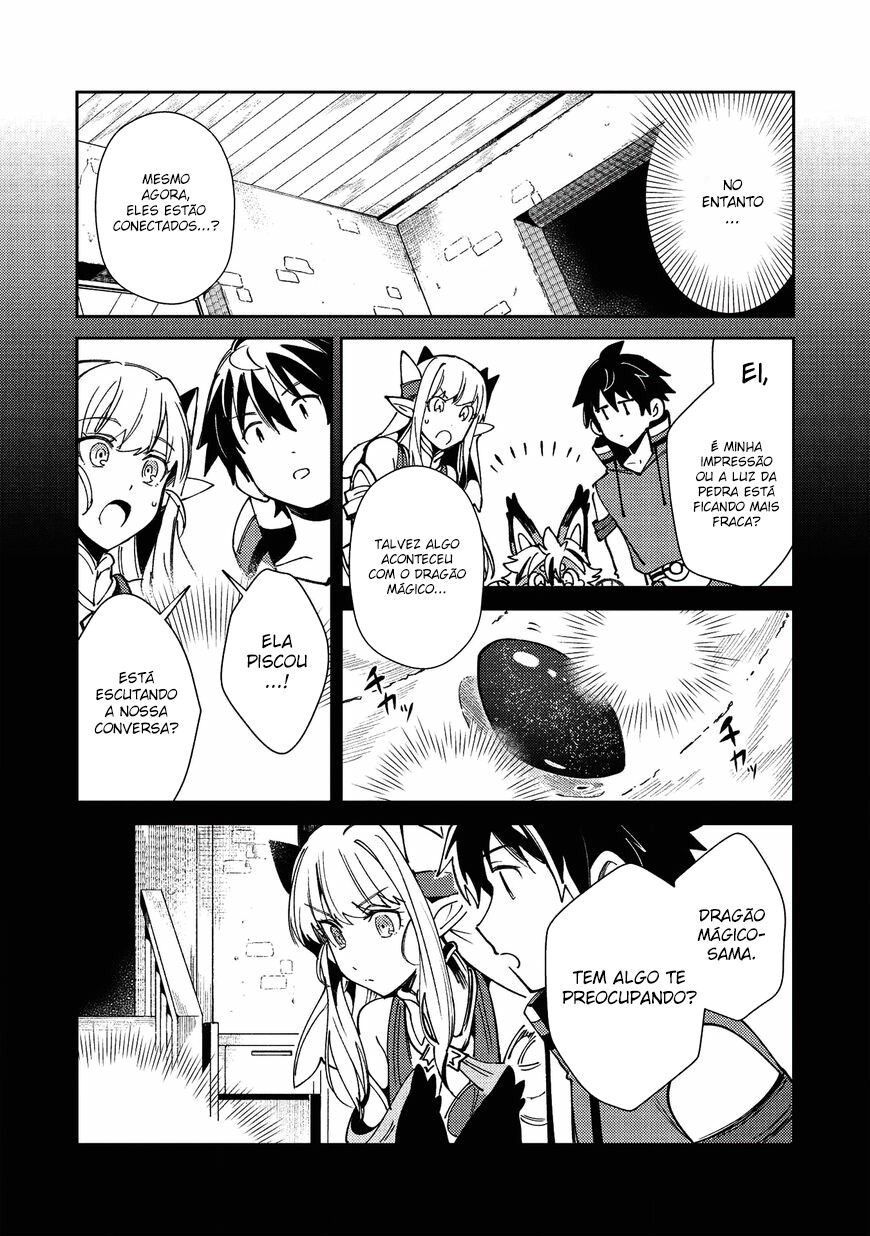 NO
ENTANTO
...
MESMO
AGORA,
ELES ESTÃO
CONECTADOS...?
EI,
É MINHA
IMPRESSÃO
OU A LUZ DA
PEDRA ESTÁ
FICANDO MAIS
FRACA?
TALVEZ ALGO
ACONTECEU
COM O DRAGÃO
MÁGICO...
ELA
PISCOU
...!
ESTÁ
ESCUTANDO
A NOSSA
CONVERSA?
チカッ
チカッ
DRAGÃO
MÁGICO-
SAMA.
TEM ALGO TE
PREOCUPANDO?